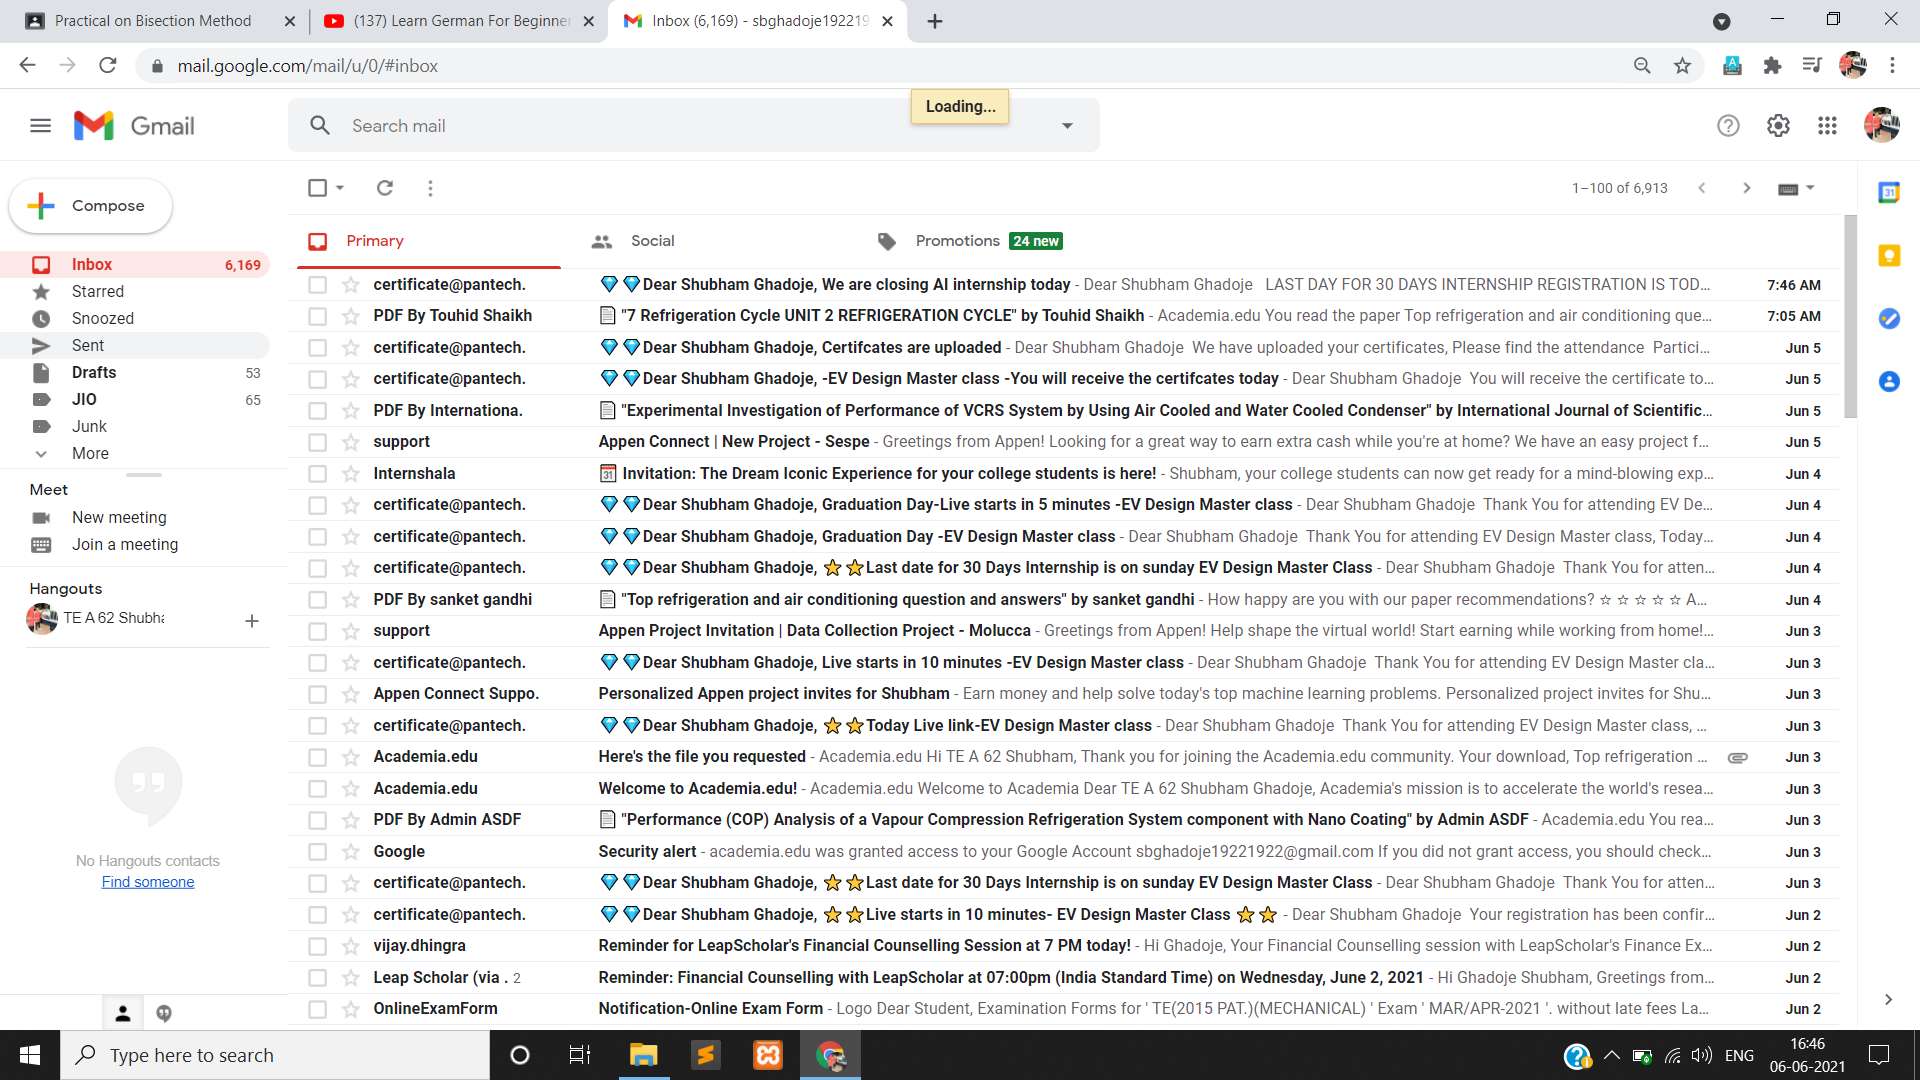 Practical on Bisection Method
(137) Learn German For Beginner
Inbox (6,169) - sbghadoje192219
mail.google.com/mail/u/0/#inbox
Loading...
Gmail
Search mail
Compose
1–100 of 6,913
Primary
Social
Promotions 24 new
Inbox 6,169
Starred
Snoozed
Sent
Drafts 53
JIO 65
Junk
More
Meet
New meeting
Join a meeting
Hangouts
TE A 62 Shubha
No Hangouts contacts
Find someone
certificate@pantech. 💎💎Dear Shubham Ghadoje, We are closing AI internship today - Dear Shubham Ghadoje LAST DAY FOR 30 DAYS INTERNSHIP REGISTRATION IS TOD... 7:46 AM
PDF By Touhid Shaikh "7 Refrigeration Cycle UNIT 2 REFRIGERATION CYCLE" by Touhid Shaikh - Academia.edu You read the paper Top refrigeration and air conditioning que... 7:05 AM
certificate@pantech. 💎💎Dear Shubham Ghadoje, Certifcates are uploaded - Dear Shubham Ghadoje We have uploaded your certificates, Please find the attendance Partici... Jun 5
certificate@pantech. 💎💎Dear Shubham Ghadoje, -EV Design Master class -You will receive the certifcates today - Dear Shubham Ghadoje You will receive the certificate to... Jun 5
PDF By Internationa. "Experimental Investigation of Performance of VCRS System by Using Air Cooled and Water Cooled Condenser" by International Journal of Scientific... Jun 5
support Appen Connect | New Project - Sespe - Greetings from Appen! Looking for a great way to earn extra cash while you're at home? We have an easy project f... Jun 5
Internshala 31 Invitation: The Dream Iconic Experience for your college students is here! - Shubham, your college students can now get ready for a mind-blowing exp... Jun 4
certificate@pantech. 💎💎Dear Shubham Ghadoje, Graduation Day-Live starts in 5 minutes -EV Design Master class - Dear Shubham Ghadoje Thank You for attending EV De... Jun 4
certificate@pantech. 💎💎Dear Shubham Ghadoje, Graduation Day -EV Design Master class - Dear Shubham Ghadoje Thank You for attending EV Design Master class, Today... Jun 4
certificate@pantech. 💎💎Dear Shubham Ghadoje, ⭐⭐Last date for 30 Days Internship is on sunday EV Design Master Class - Dear Shubham Ghadoje Thank You for atten... Jun 4
PDF By sanket gandhi "Top refrigeration and air conditioning question and answers" by sanket gandhi - How happy are you with our paper recommendations? ☆ ☆ ☆ ☆ ☆ A... Jun 4
support Appen Project Invitation | Data Collection Project - Molucca - Greetings from Appen! Help shape the virtual world! Start earning while working from home!... Jun 3
certificate@pantech. 💎💎Dear Shubham Ghadoje, Live starts in 10 minutes -EV Design Master class - Dear Shubham Ghadoje Thank You for attending EV Design Master cla... Jun 3
Appen Connect Suppo. Personalized Appen project invites for Shubham - Earn money and help solve today's top machine learning problems. Personalized project invites for Shu... Jun 3
certificate@pantech. 💎💎Dear Shubham Ghadoje, ⭐⭐Today Live link-EV Design Master class - Dear Shubham Ghadoje Thank You for attending EV Design Master class, ... Jun 3
Academia.edu Here's the file you requested - Academia.edu Hi TE A 62 Shubham, Thank you for joining the Academia.edu community. Your download, Top refrigeration ... Jun 3
Academia.edu Welcome to Academia.edu! - Academia.edu Welcome to Academia Dear TE A 62 Shubham Ghadoje, Academia's mission is to accelerate the world's resea... Jun 3
PDF By Admin ASDF "Performance (COP) Analysis of a Vapour Compression Refrigeration System component with Nano Coating" by Admin ASDF - Academia.edu You rea... Jun 3
Google Security alert - academia.edu was granted access to your Google Account sbghadoje19221922@gmail.com If you did not grant access, you should check... Jun 3
certificate@pantech. 💎💎Dear Shubham Ghadoje, ⭐⭐Last date for 30 Days Internship is on sunday EV Design Master Class - Dear Shubham Ghadoje Thank You for atten... Jun 3
certificate@pantech. 💎💎Dear Shubham Ghadoje, ⭐⭐Live starts in 10 minutes- EV Design Master Class ⭐⭐ - Dear Shubham Ghadoje Your registration has been confir... Jun 2
vijay.dhingra Reminder for LeapScholar's Financial Counselling Session at 7 PM today! - Hi Ghadoje, Your Financial Counselling session with LeapScholar's Finance Ex... Jun 2
Leap Scholar (via . 2 Reminder: Financial Counselling with LeapScholar at 07:00pm (India Standard Time) on Wednesday, June 2, 2021 - Hi Ghadoje Shubham, Greetings from... Jun 2
OnlineExamForm Notification-Online Exam Form - Logo Dear Student, Examination Forms for ' TE(2015 PAT.)(MECHANICAL) ' Exam ' MAR/APR-2021 '. without late fees La... Jun 2
Type here to search
ENG
16:46
06-06-2021